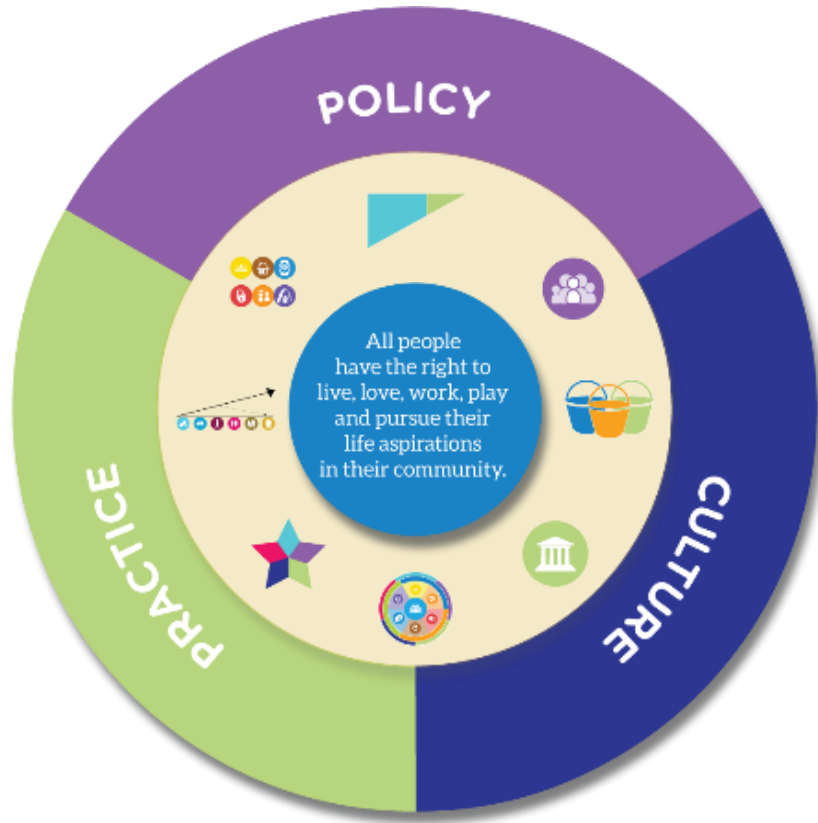 POLICY
All people
have the right to
live, love, work, play
and pursue their
life aspirations
in their community.
PRACTICE
CULTURE